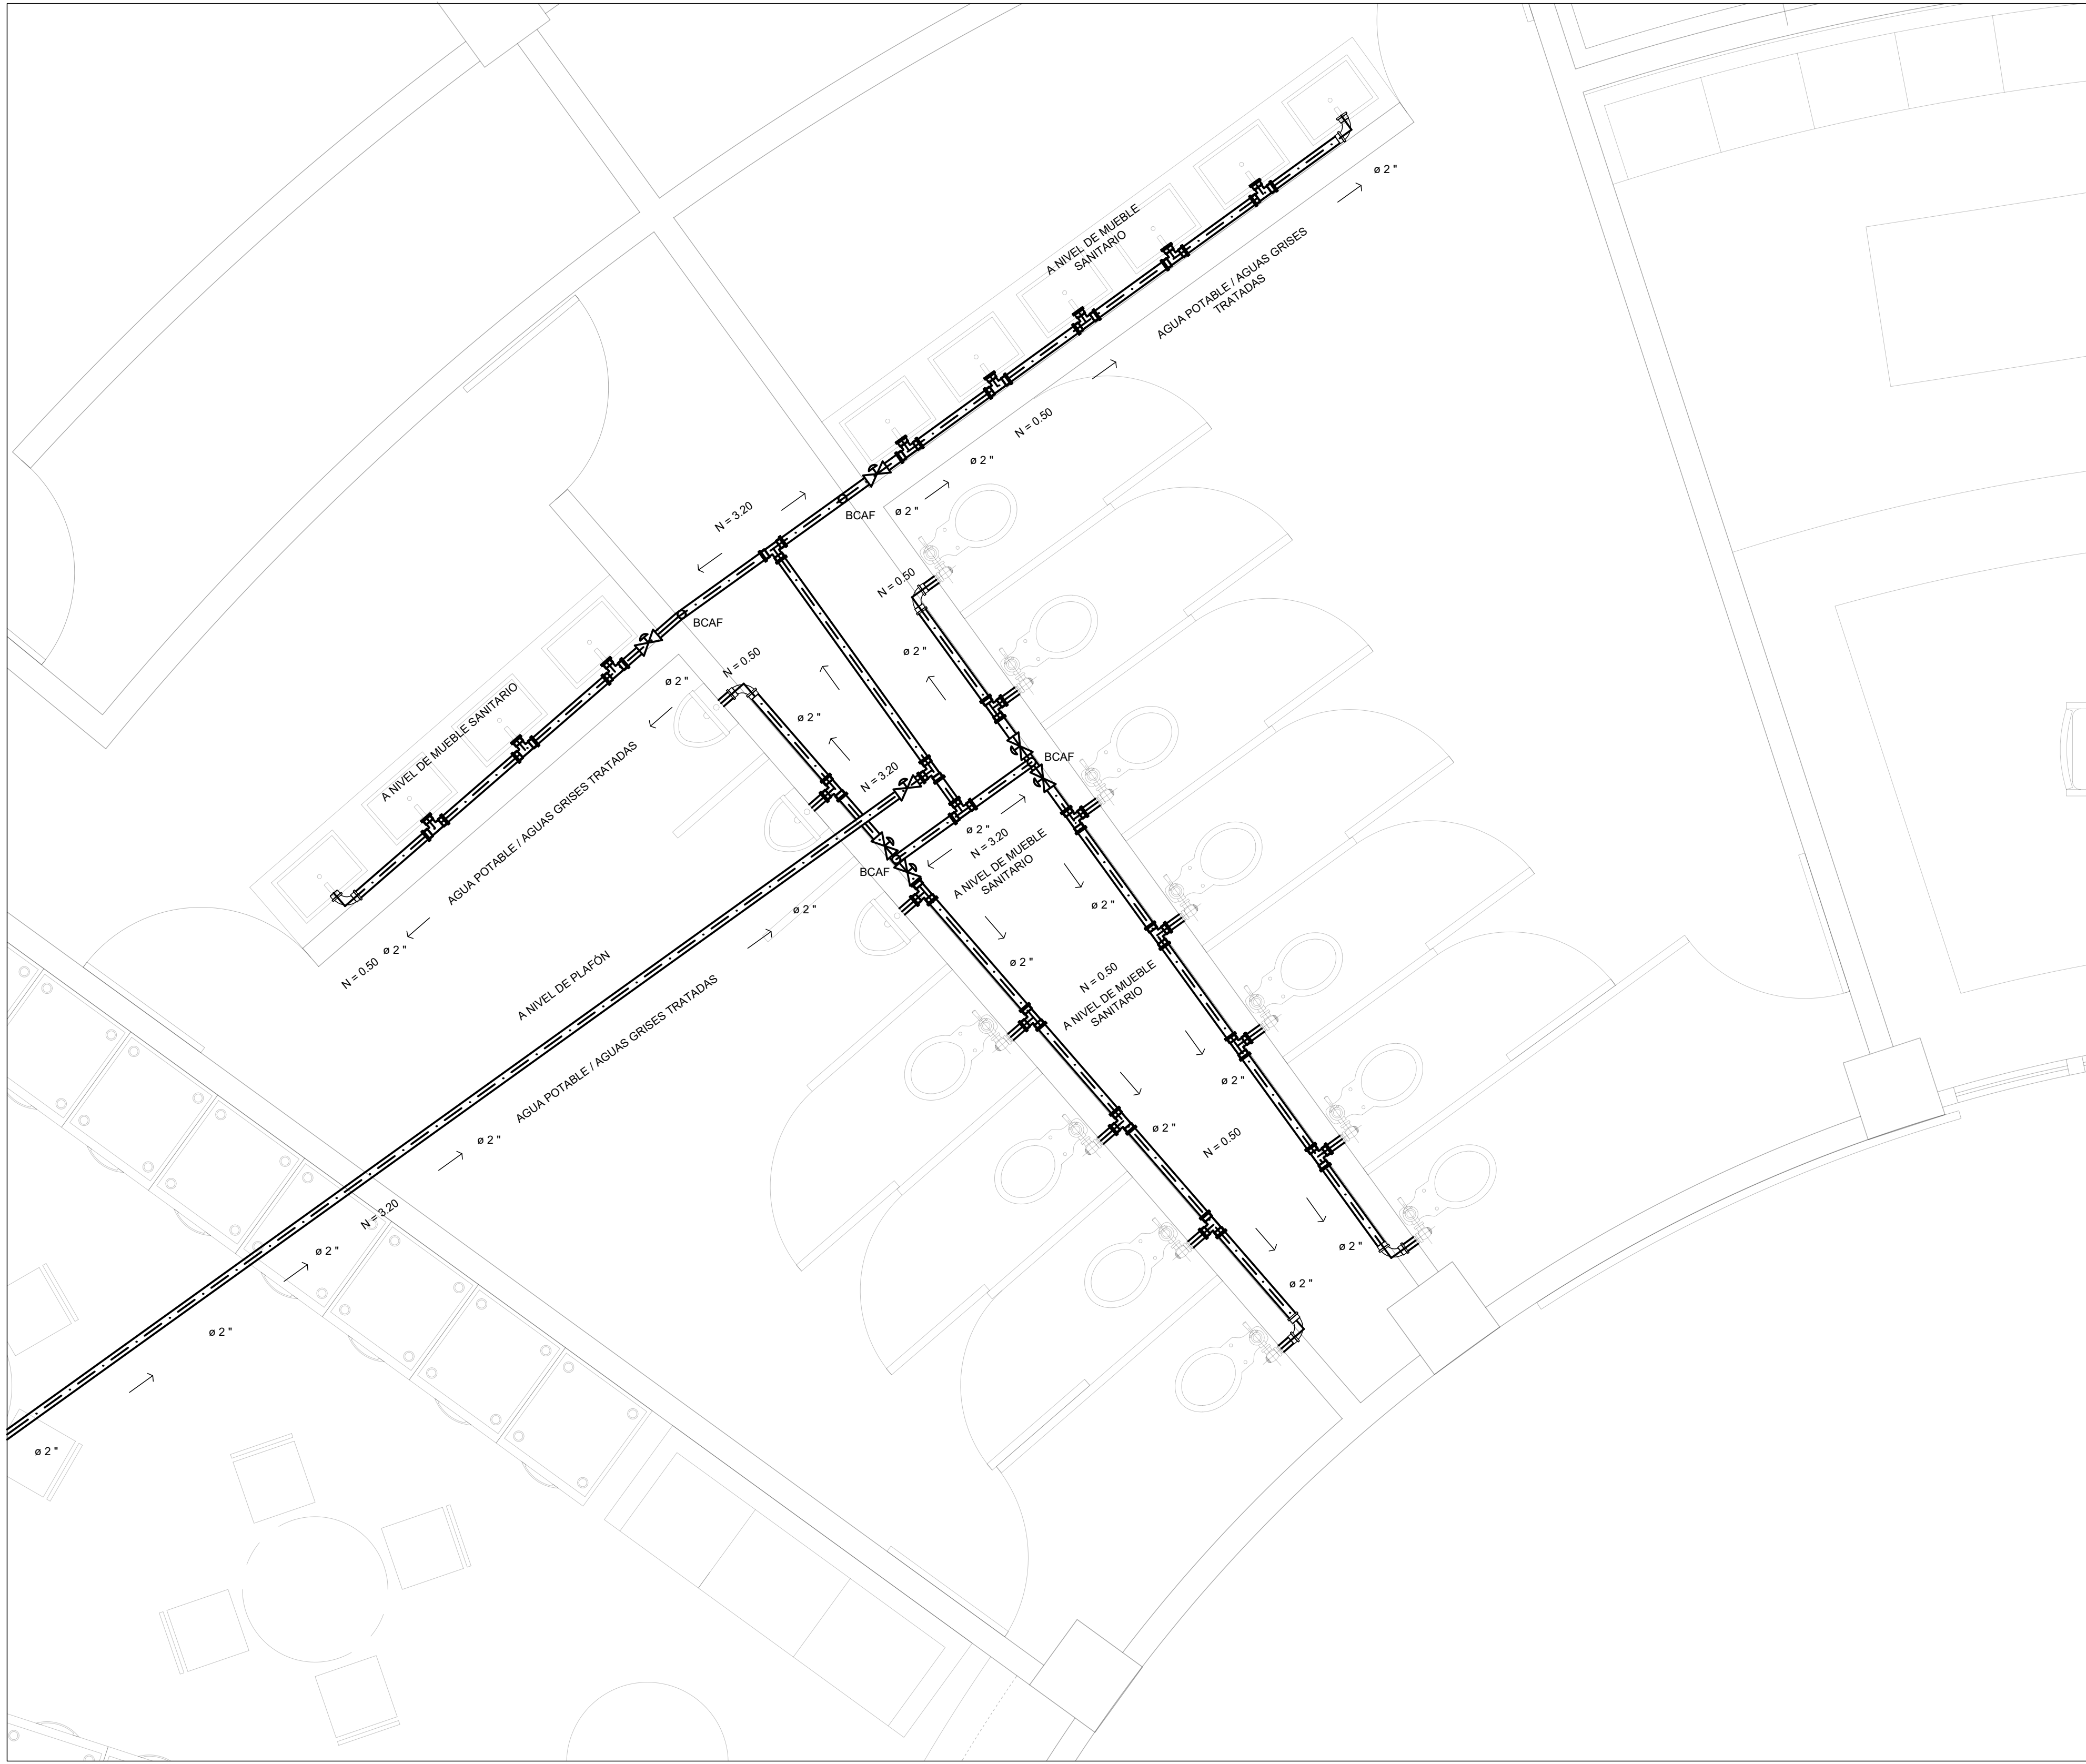 ø 2 "
A NIVEL DE MUEBLE
SANITARIO
AGUA POTABLE / AGUAS GRISES
TRATADAS
N = 0.50
ø 2 "
N = 3.20
BCAF
ø 2 "
N = 0.50
BCAF
ø 2 "
N = 0.50
ø 2 "
A NIVEL DE MUEBLE SANITARIO
ø 2 "
AGUA POTABLE / AGUAS GRISES TRATADAS
N = 3.20
BCAF
ø 2 "
N = 3.20
A NIVEL DE MUEBLE
SANITARIO
BCAF
ø 2 "
ø 2 "
ø 2 "
N = 0.50
ø 2 "
N = 0.50
A NIVEL DE MUEBLE
SANITARIO
A NIVEL DE PLAFÓN
AGUA POTABLE / AGUAS GRISES TRATADAS
ø 2 "
ø 2 "
ø 2 "
N = 0.50
N = 3.20
ø 2 "
ø 2 "
ø 2 "
ø 2 "
ø 2 "